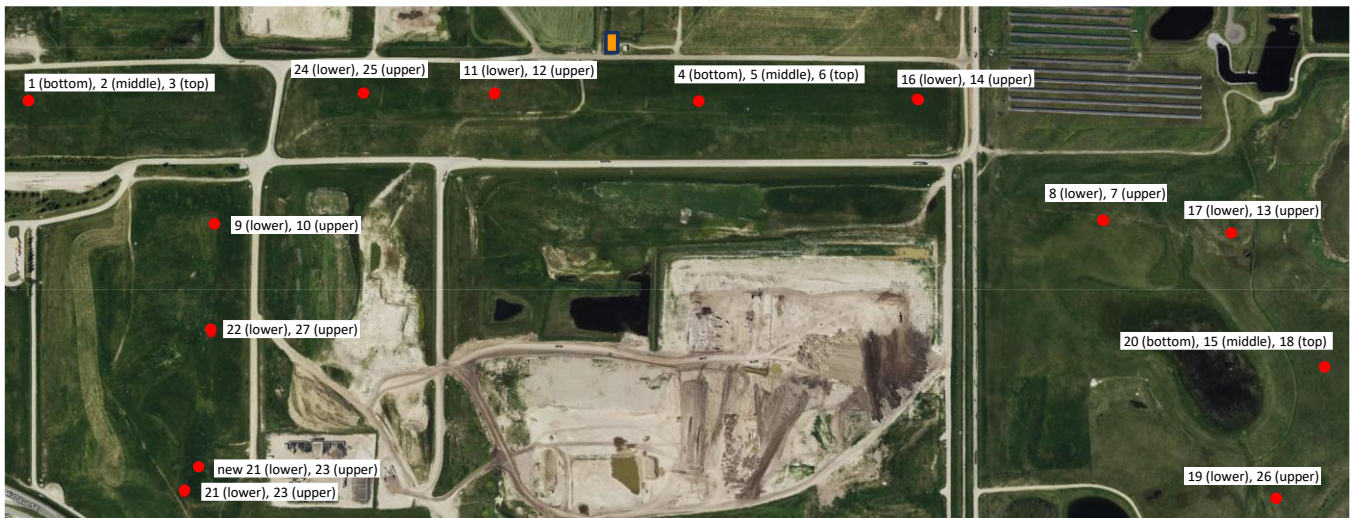 1 (bottom), 2 (middle), 3 (top)
24 (lower), 25 (upper)
11 (lower), 12 (upper)
4 (bottom), 5 (middle), 6 (top)
16 (lower), 14 (upper)
8 (lower), 7 (upper)
17 (lower), 13 (upper)
9 (lower), 10 (upper)
22 (lower), 27 (upper)
20 (bottom), 15 (middle), 18 (top)
new 21 (lower), 23 (upper)
21 (lower), 23 (upper)
19 (lower), 26 (upper)